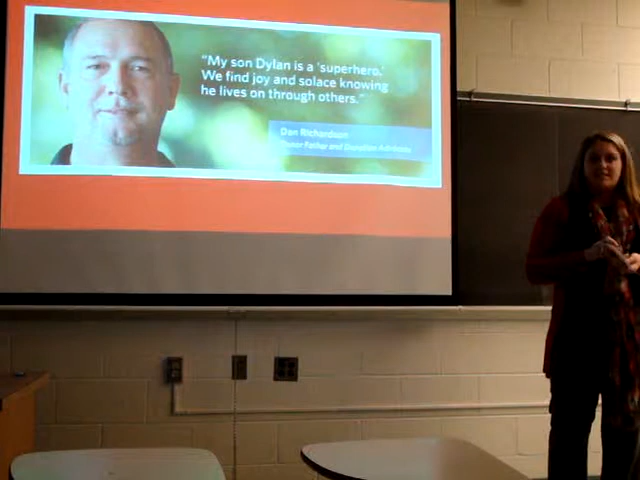 “My son Dylan is a ‘superhero.’
We find joy and solace knowing
he lives on through others.”
Dan Richardson
Donor Father and Donation Advocate